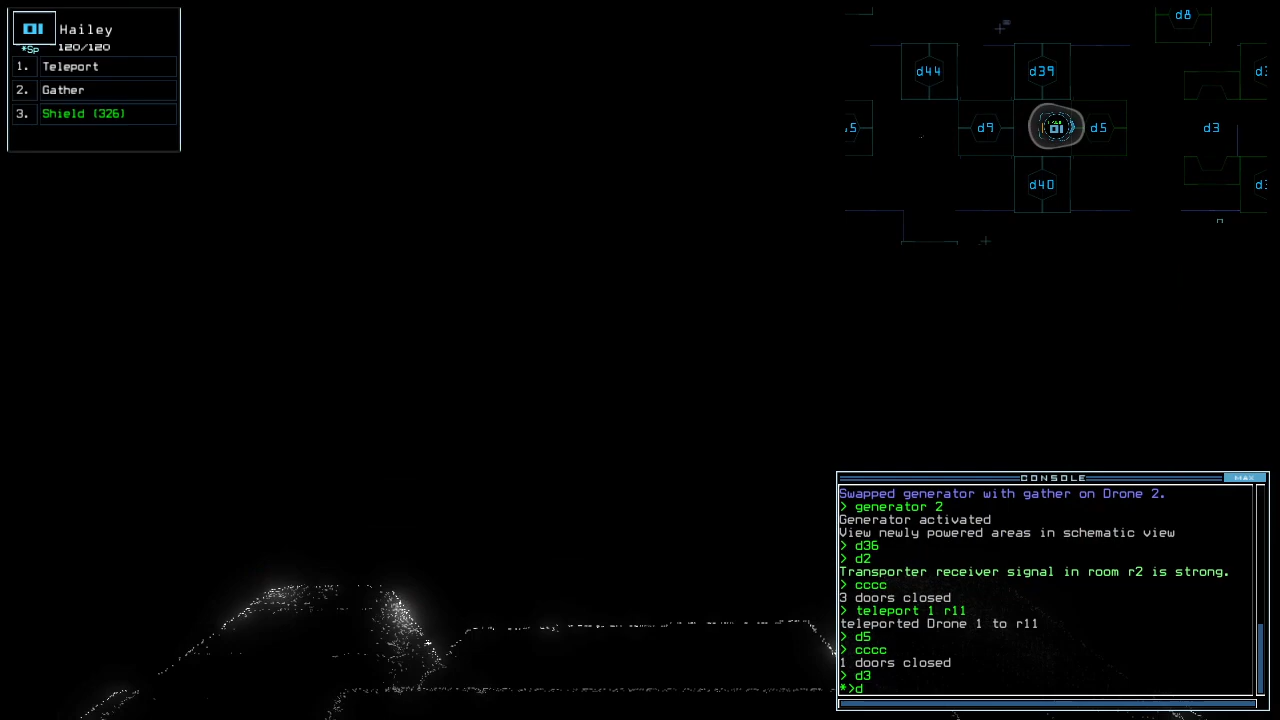 01 Hailey
*Sp 120/120
1. Teleport
2. Gather
3. Shield (326)
d8
d44
d39
d9
01
d5
d3
d40
CONSOLE
MAX
Swapped generator with gather on Drone 2.
> generator 2
Generator activated
View newly powered areas in schematic view
> d36
> d2
Transporter receiver signal in room r2 is strong.
> cccc
3 doors closed
> teleport 1 r11
teleported Drone 1 to r11
> d5
> cccc
1 doors closed
> d3
*>d